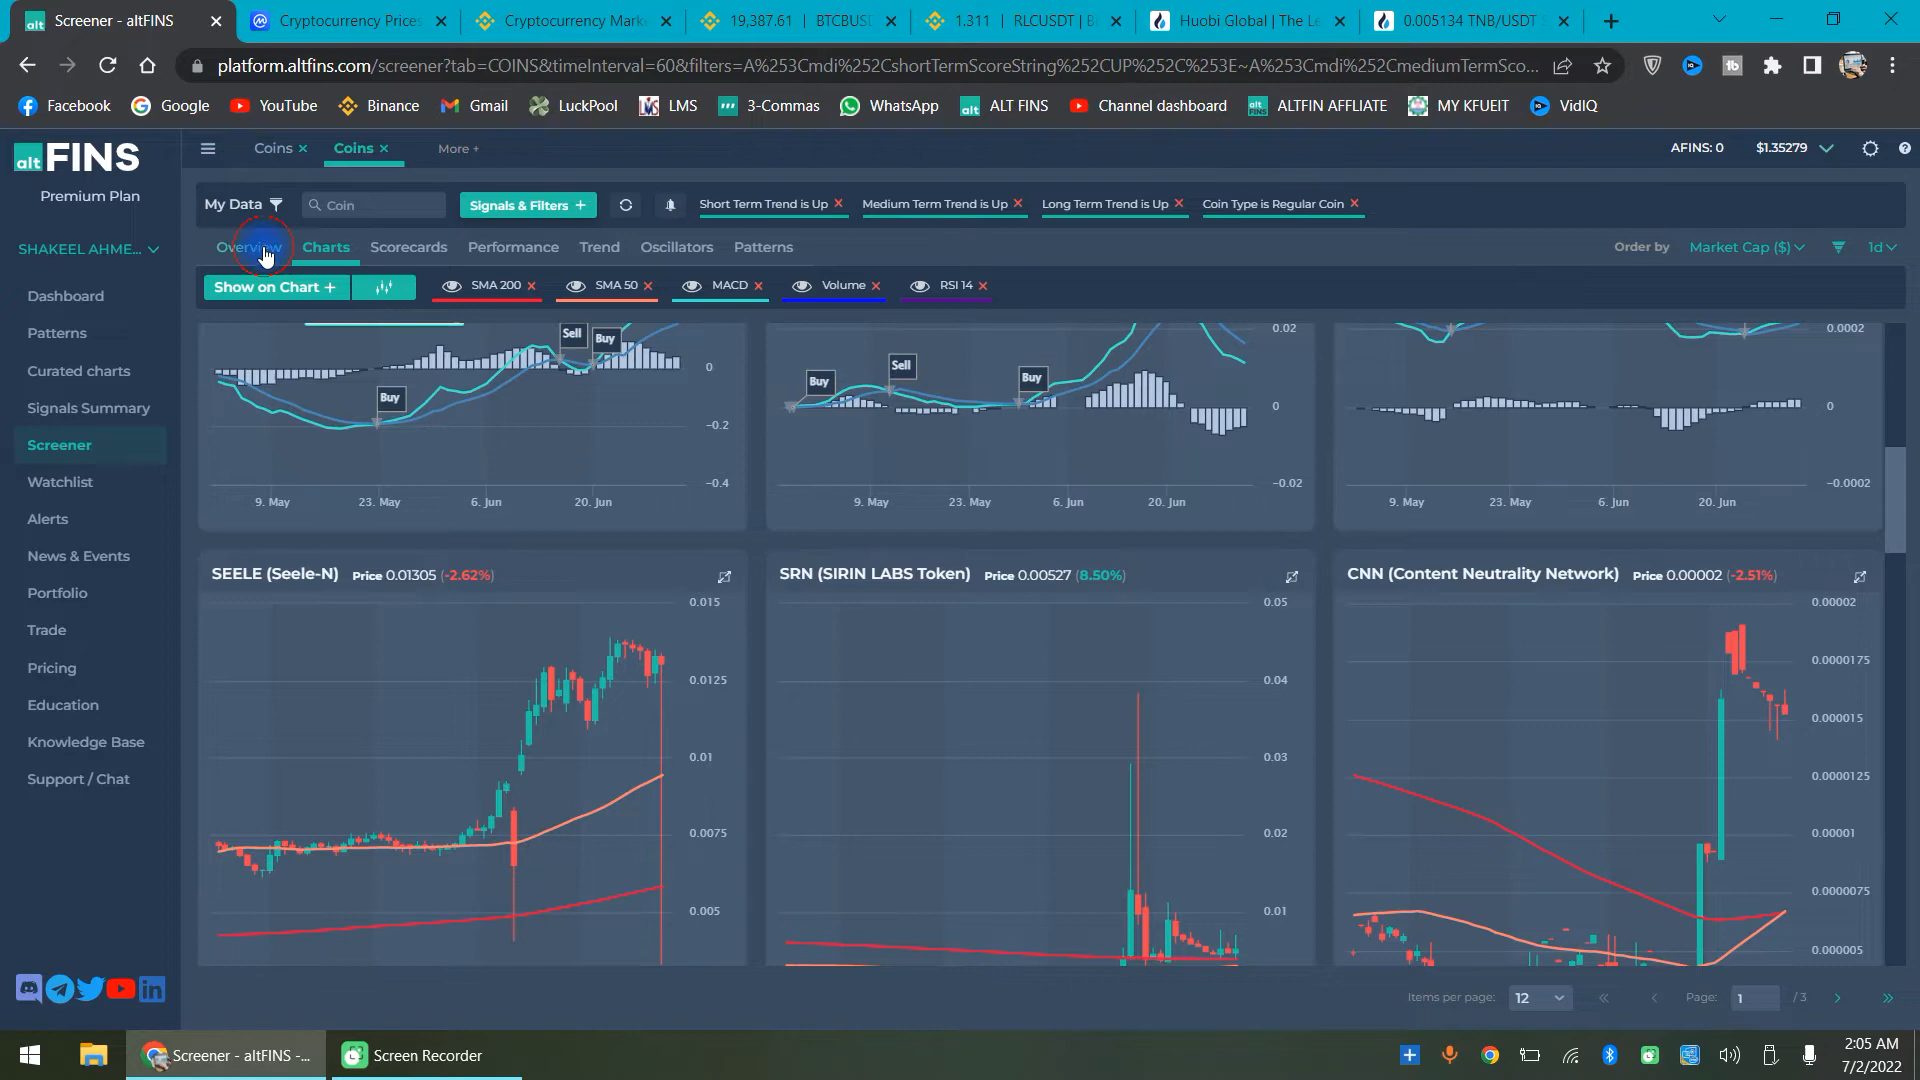 Screener - altFINS
Cryptocurrency Prices
Cryptocurrency Mark
19,387.61 | BTCBUSD
1.311 | RLCUSDT | Bi
Huobi Global | The Le
0.005134 TNB/USDT
platform.altfins.com/screener?tab=COINS&timeInterval=60&filters=A%253Cmdi%252CshortTermScoreString%252CUP%252C%253E~A%253Cmdi%252CmediumTermSco...
Facebook
Google
YouTube
Binance
Gmail
LuckPool
LMS
3-Commas
WhatsApp
ALT FINS
Channel dashboard
ALTFIN AFFILIATE
MY KFUEIT
VidIQ
alt FINS
Premium Plan
SHAKEEL AHME...
Dashboard
Patterns
Curated charts
Signals Summary
Screener
Watchlist
Alerts
News & Events
Portfolio
Trade
Pricing
Education
Knowledge Base
Support / Chat
Coins ×
Coins ×
More +
AFINS: 0
$1.35279
My Data
Coin
Signals & Filters +
Short Term Trend is Up ×
Medium Term Trend is Up ×
Long Term Trend is Up ×
Coin Type is Regular Coin ×
Overview
Charts
Scorecards
Performance
Trend
Oscillators
Patterns
Order by
Market Cap ($)
1d
Show on Chart +
SMA 200 ×
SMA 50 ×
MACD ×
Volume ×
RSI 14 ×
Sell
Buy
Buy
0
−0.2
−0.4
9. May
23. May
6. Jun
20. Jun
0.02
Buy
Sell
Buy
0
−0.02
9. May
23. May
6. Jun
20. Jun
0.0002
0
−0.0002
9. May
23. May
6. Jun
20. Jun
SEELE (Seele-N) Price 0.01305 (-2.62%)
0.015
0.0125
0.01
0.0075
0.005
SRN (SIRIN LABS Token) Price 0.00527 (8.50%)
0.05
0.04
0.03
0.02
0.01
CNN (Content Neutrality Network) Price 0.00002 (-2.51%)
0.00002
0.0000175
0.000015
0.0000125
0.00001
0.0000075
0.000005
Items per page: 12
Page: 1 / 3
Screener - altFINS -...
Screen Recorder
2:05 AM
7/2/2022